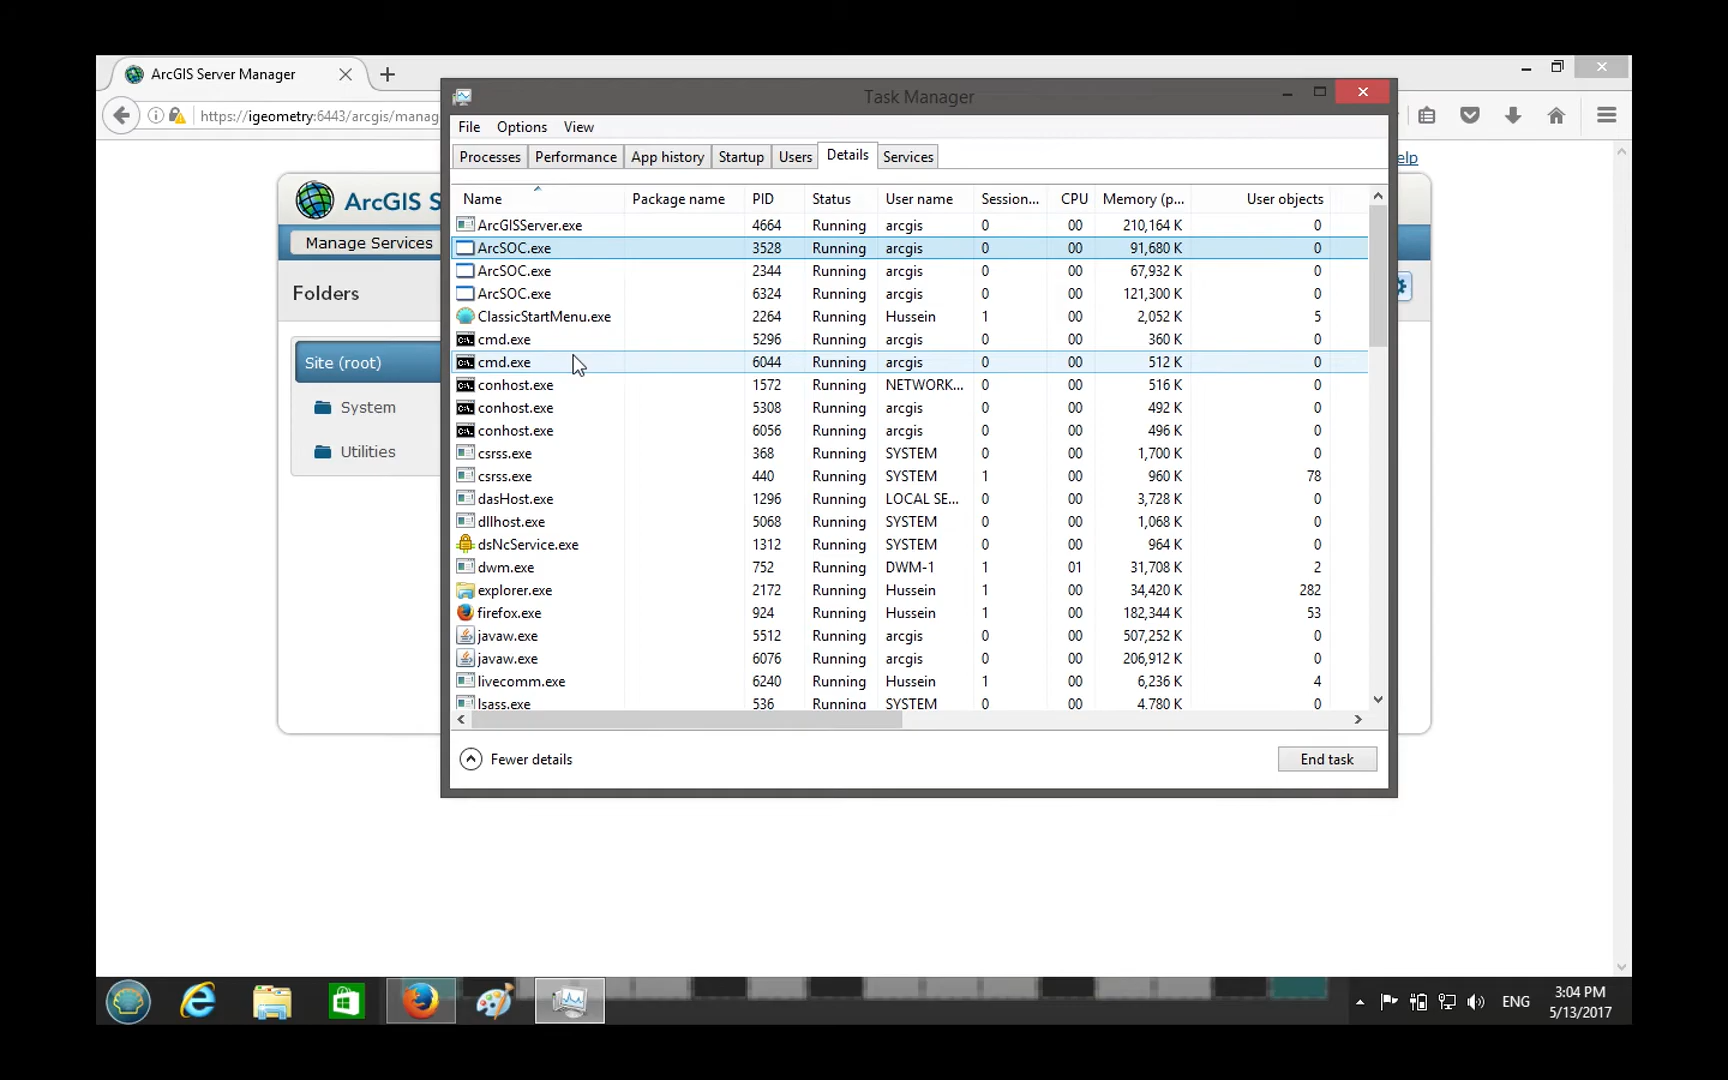 ArcGIS Server Manager
https://igeometry:6443/arcgis/manag
elp
ArcGIS S
Manage Services
Folders
Site (root)
System
Utilities
Task Manager
File Options View
Processes Performance App history Startup Users Details Services
Name Package name PID Status User name Session... CPU Memory (p... User objects
ArcGISServer.exe 4664 Running arcgis 0 00 210,164 K 0
ArcSOC.exe 3528 Running arcgis 0 00 91,680 K 0
ArcSOC.exe 2344 Running arcgis 0 00 67,932 K 0
ArcSOC.exe 6324 Running arcgis 0 00 121,300 K 0
ClassicStartMenu.exe 2264 Running Hussein 1 00 2,052 K 5
cmd.exe 5296 Running arcgis 0 00 360 K 0
cmd.exe 6044 Running arcgis 0 00 512 K 0
conhost.exe 1572 Running NETWORK... 0 00 516 K 0
conhost.exe 5308 Running arcgis 0 00 492 K 0
conhost.exe 6056 Running arcgis 0 00 496 K 0
csrss.exe 368 Running SYSTEM 0 00 1,700 K 0
csrss.exe 440 Running SYSTEM 1 00 960 K 78
dasHost.exe 1296 Running LOCAL SE... 0 00 3,728 K 0
dllhost.exe 5068 Running SYSTEM 0 00 1,068 K 0
dsNcService.exe 1312 Running SYSTEM 0 00 964 K 0
dwm.exe 752 Running DWM-1 1 01 31,708 K 2
explorer.exe 2172 Running Hussein 1 00 34,420 K 282
firefox.exe 924 Running Hussein 1 00 182,344 K 53
javaw.exe 5512 Running arcgis 0 00 507,252 K 0
javaw.exe 6076 Running arcgis 0 00 206,912 K 0
livecomm.exe 6240 Running Hussein 1 00 6,236 K 4
lsass.exe 536 Running SYSTEM 0 00 4,780 K 0
Fewer details End task
ENG
3:04 PM
5/13/2017